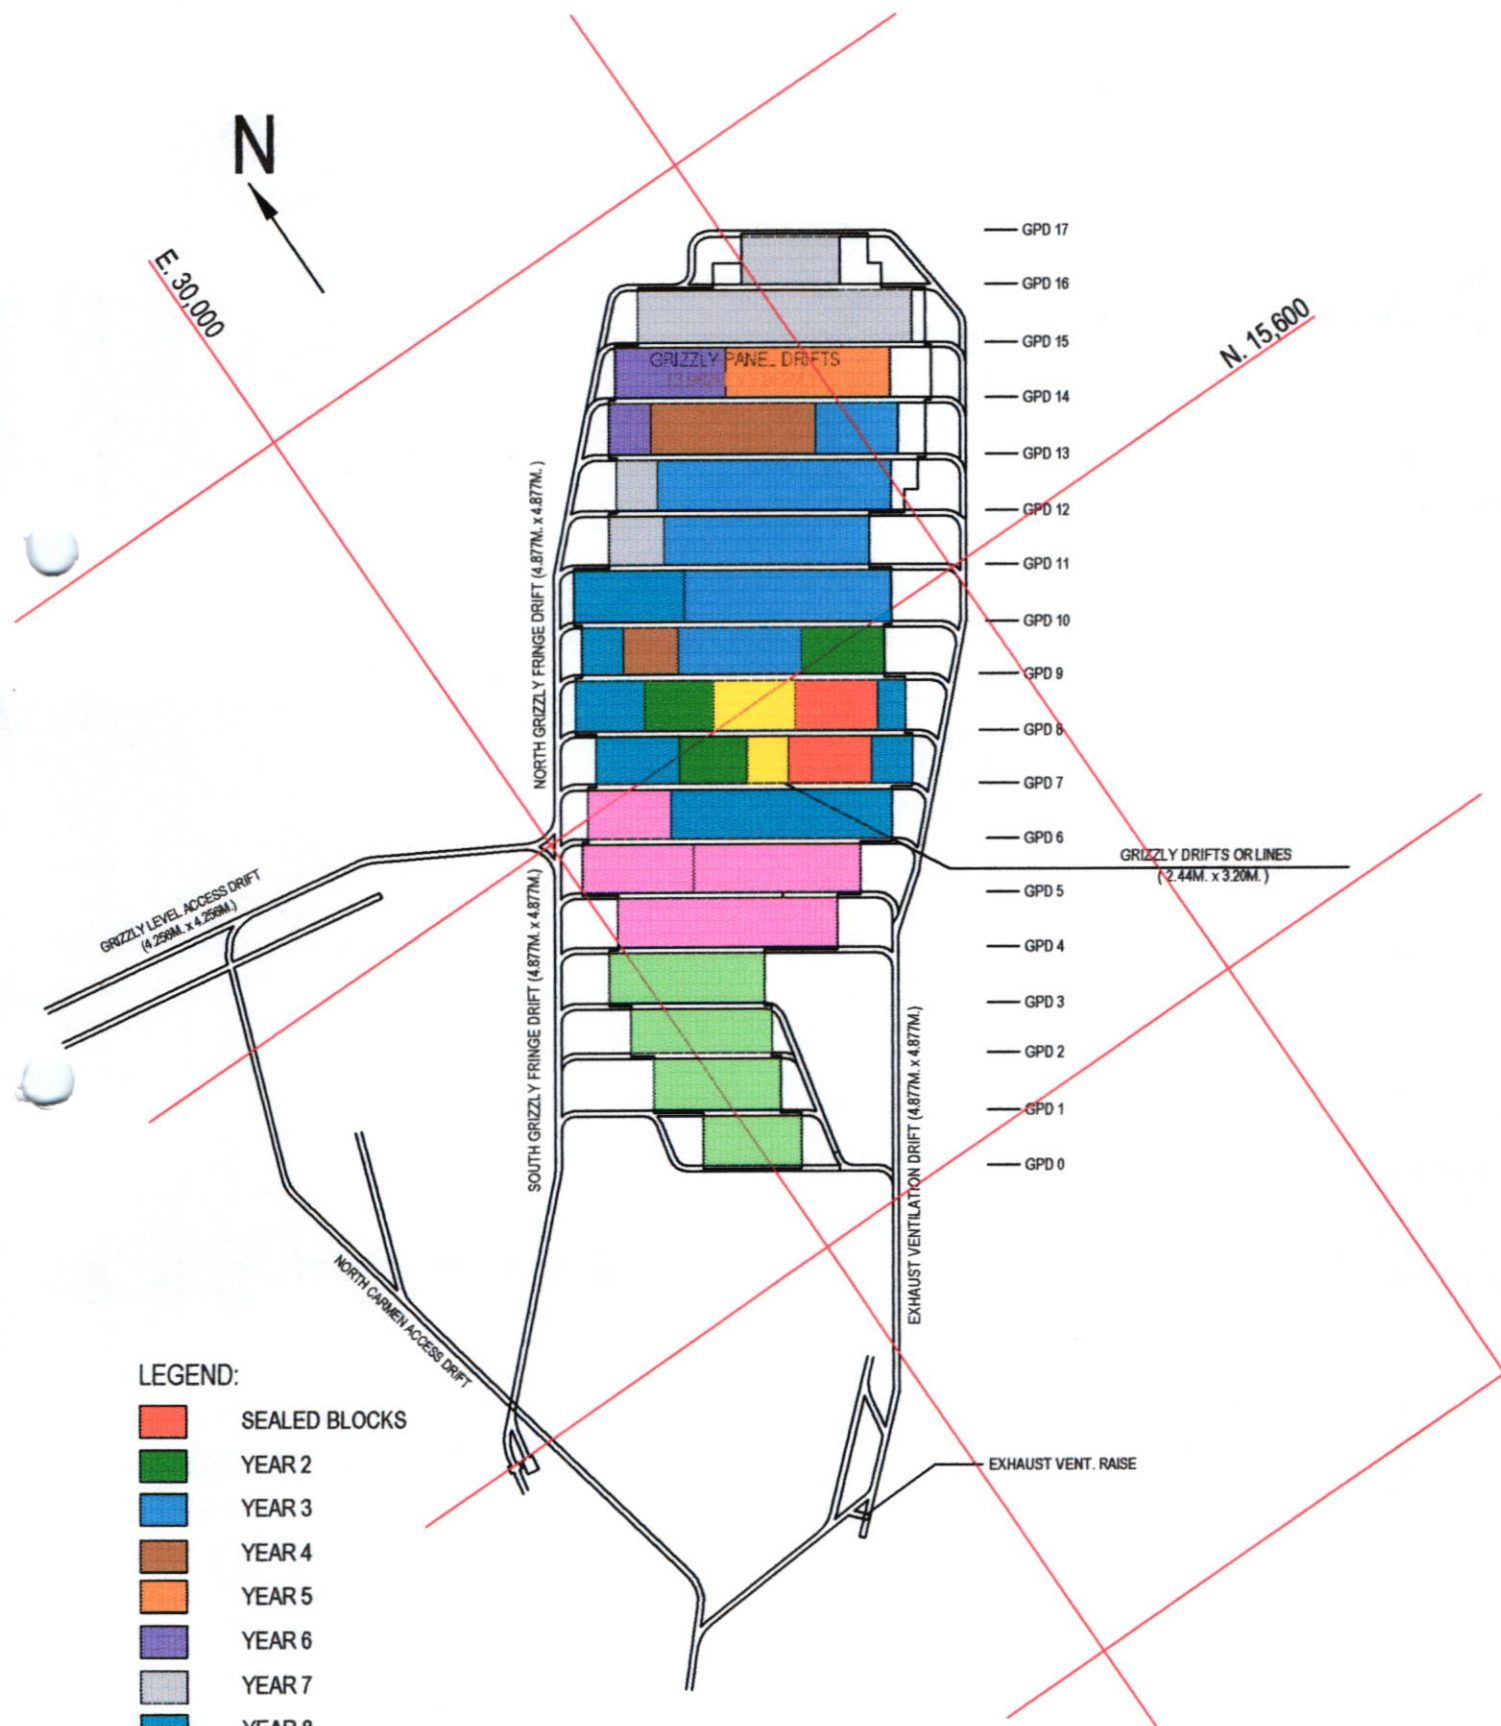 N
E. 30,000
N. 15,600
GPD 17
GPD 16
GPD 15
GRIZZLY PANEL DRIFTS
GPD 14
GPD 13
GPD 12
GPD 11
GPD 10
GPD 9
GPD 8
GPD 7
GPD 6
GRIZZLY DRIFTS OR LINES
( 2.44M. x 3.20M. )
GPD 5
GPD 4
GPD 3
GPD 2
GPD 1
GPD 0
NORTH GRIZZLY FRINGE DRIFT (4.877M. x 4.877M. )
SOUTH GRIZZLY FRINGE DRIFT (4.877M. x 4.877M.)
EXHAUST VENTILATION DRIFT (4.877M. x 4.877M.)
GRIZZLY LEVEL ACCESS DRIFT
(4.256M. x 4.256M.)
NORTH CARMEN ACCESS DRIFT
EXHAUST VENT. RAISE
LEGEND:
SEALED BLOCKS
YEAR 2
YEAR 3
YEAR 4
YEAR 5
YEAR 6
YEAR 7
YEAR 8